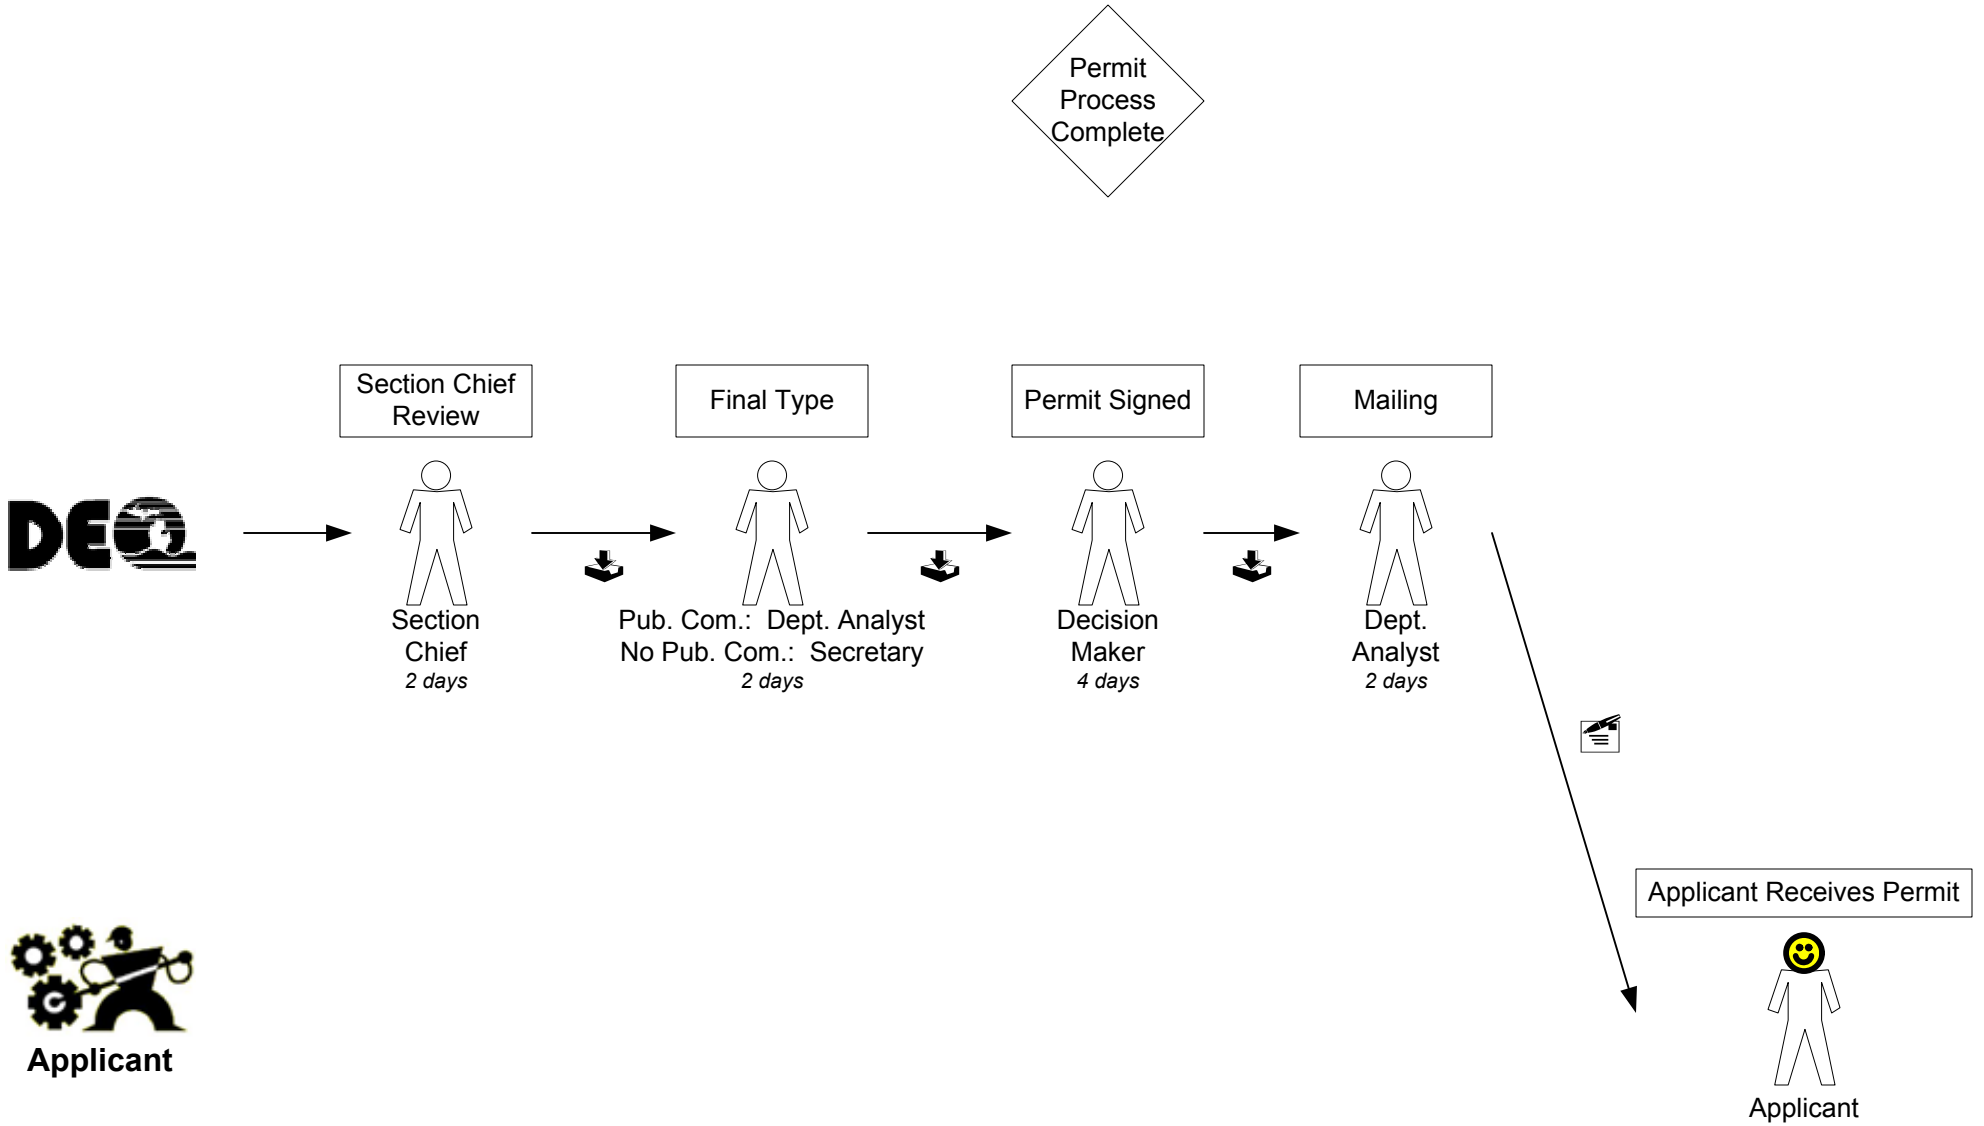 Permit
Process
Complete
Section Chief
Review
Final Type
Permit Signed
Mailing
DEQ
Section
Chief
2 days
Pub. Com.: Dept. Analyst
No Pub. Com.: Secretary
2 days
Decision
Maker
4 days
Dept.
Analyst
2 days
Applicant Receives Permit
Applicant
Applicant